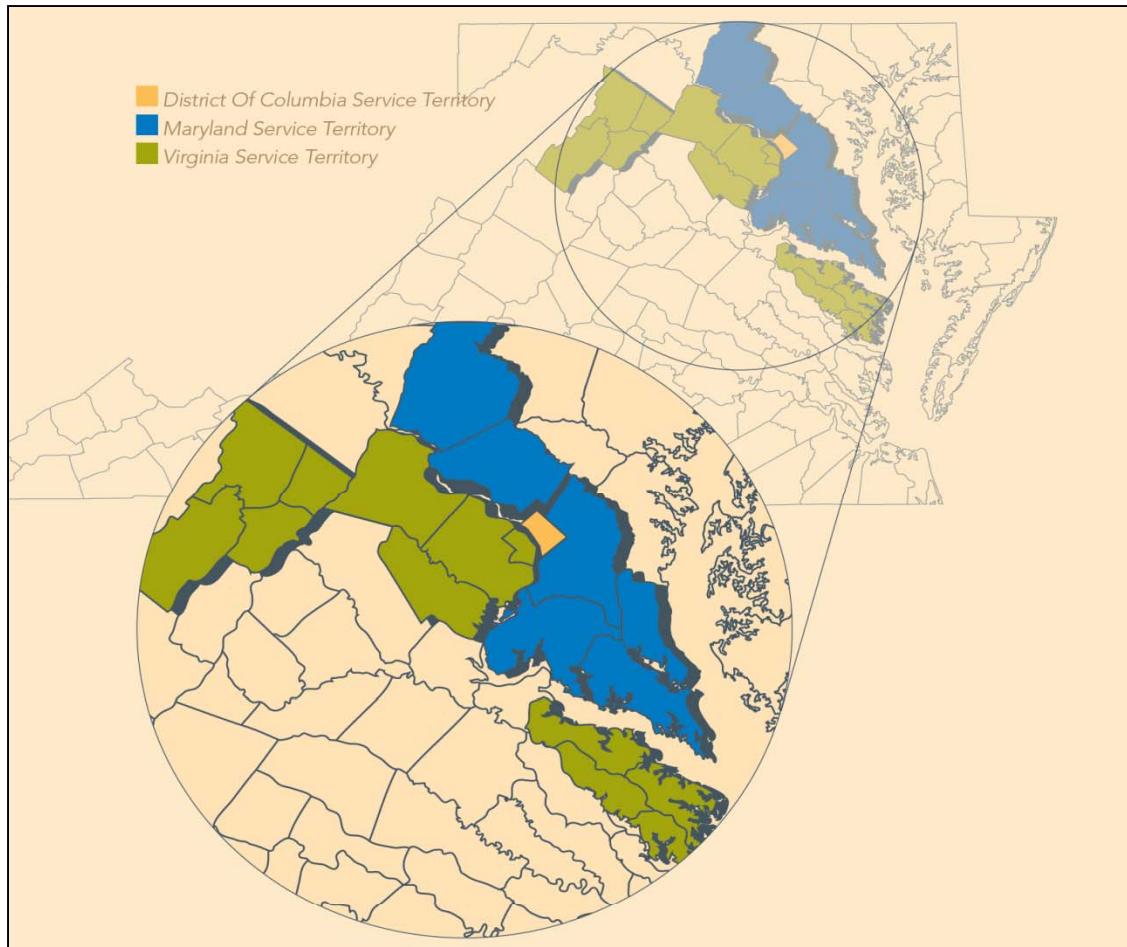 District Of Columbia Service Territory
Maryland Service Territory
Virginia Service Territory